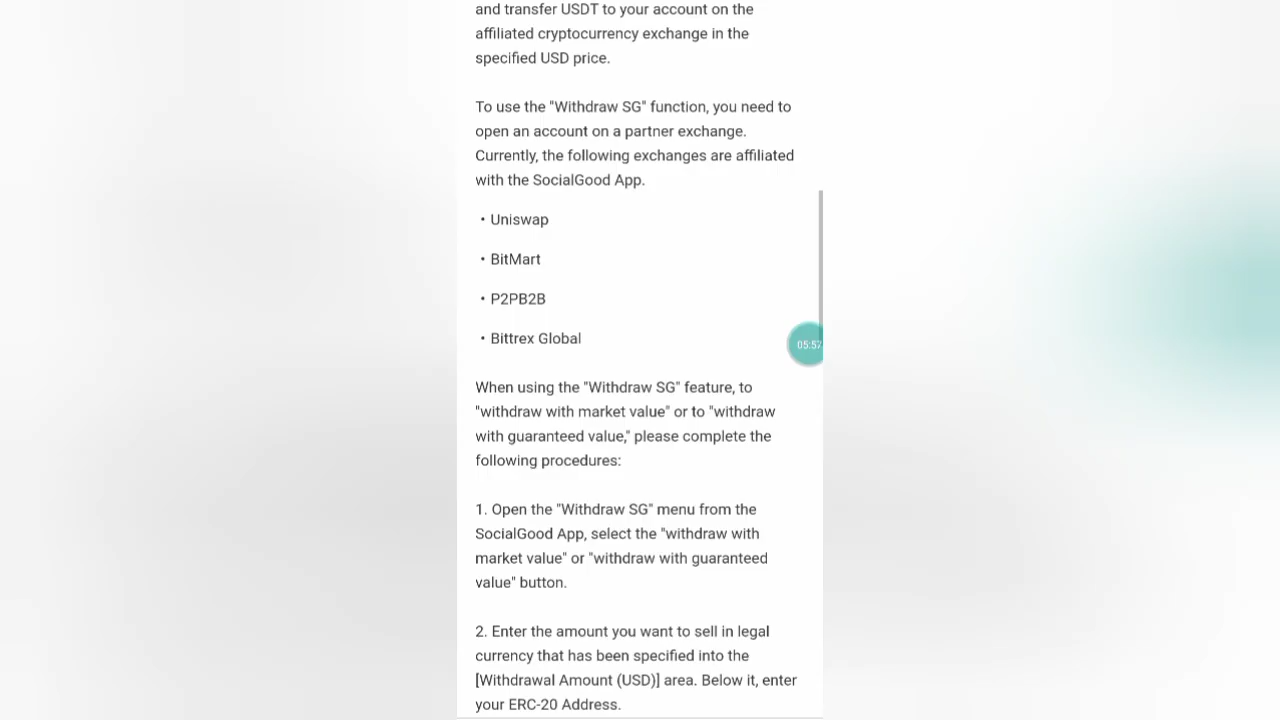 and transfer USDT to your account on the
affiliated cryptocurrency exchange in the
specified USD price.
To use the "Withdraw SG" function, you need to
open an account on a partner exchange.
Currently, the following exchanges are affiliated
with the SocialGood App.
・Uniswap
・BitMart
・P2PB2B
・Bittrex Global
05:57
When using the "Withdraw SG" feature, to
"withdraw with market value" or to "withdraw
with guaranteed value," please complete the
following procedures:
1. Open the "Withdraw SG" menu from the
SocialGood App, select the "withdraw with
market value" or "withdraw with guaranteed
value" button.
2. Enter the amount you want to sell in legal
currency that has been specified into the
[Withdrawal Amount (USD)] area. Below it, enter
your ERC-20 Address.